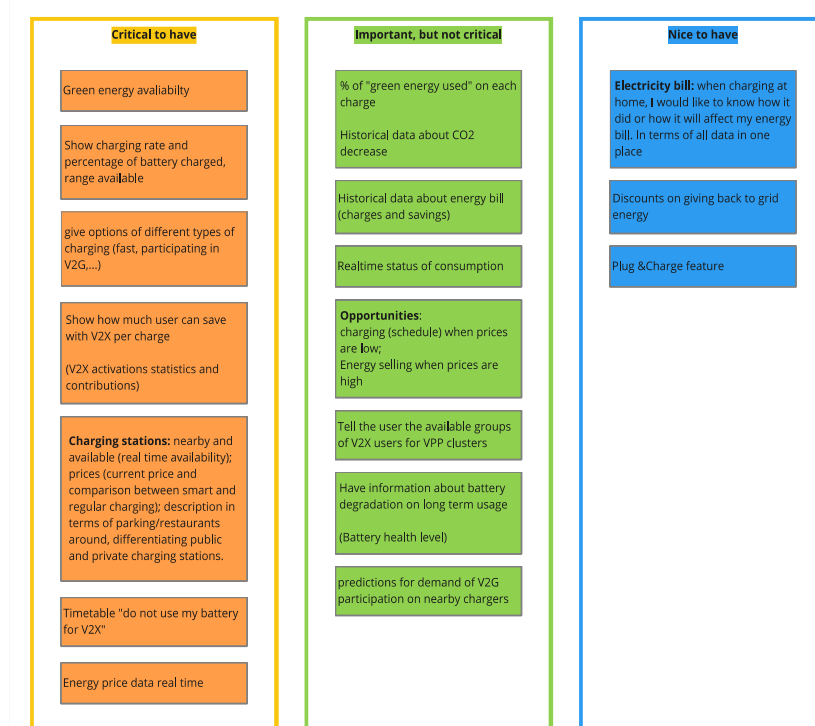 Critical to have
Green energy avaliabilty
Show charging rate and
percentage of battery charged,
range available
give options of different types of
charging (fast, participating in
V2G,...)
Show how much user can save
with V2X per charge
(V2X activations statistics and
contributions)
Charging stations: nearby and
available (real time availability);
prices (current price and
comparison between smart and
regular charging); description in
terms of parking/restaurants
around, differentiating public
and private charging stations.
Timetable "do not use my battery
for V2X"
Energy price data real time
Important, but not critical
% of "green energy used" on each
charge
Historical data about CO2
decrease
Historical data about energy bill
(charges and savings)
Realtime status of consumption
Opportunities:
charging (schedule) when prices
are low;
Energy selling when prices are
high
Tell the user the available groups
of V2X users for VPP clusters
Have information about battery
degradation on long term usage
(Battery health level)
predictions for demand of V2G
participation on nearby chargers
Nice to have
Electricity bill: when charging at
home, I would like to know how it
did or how it will affect my energy
bill. In terms of all data in one
place
Discounts on giving back to grid
energy
Plug &Charge feature